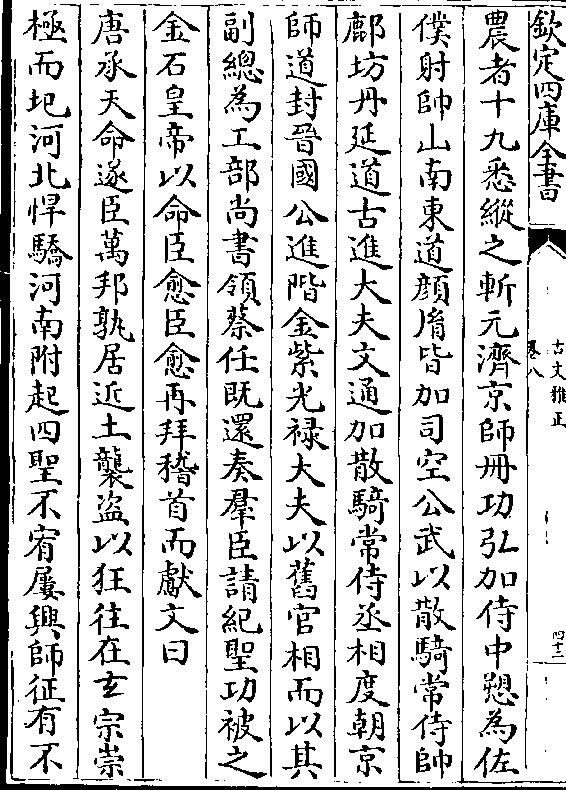 欽定四庫全書
古文雅正
卷八
四十二
農者十九悉縱之斬元濟京師冊功弘加侍中愬為佐
僕射帥山南東道顔𦙍皆加司空公武以散騎常侍帥
鄜坊丹延道古進大夫文通加散騎常侍丞相度朝京
師道封晉國公進階金紫光禄大夫以舊官相而以其
副總為工部尚書領蔡任既還奏羣臣請紀聖功被之
金石皇帝以命臣愈臣愈再拜稽首而獻文曰
唐承天命遂臣萬邦孰居近土襲盗以狂往在玄宗崇
極而圮河北悍驕河南附起四聖不宥屢興師征有不